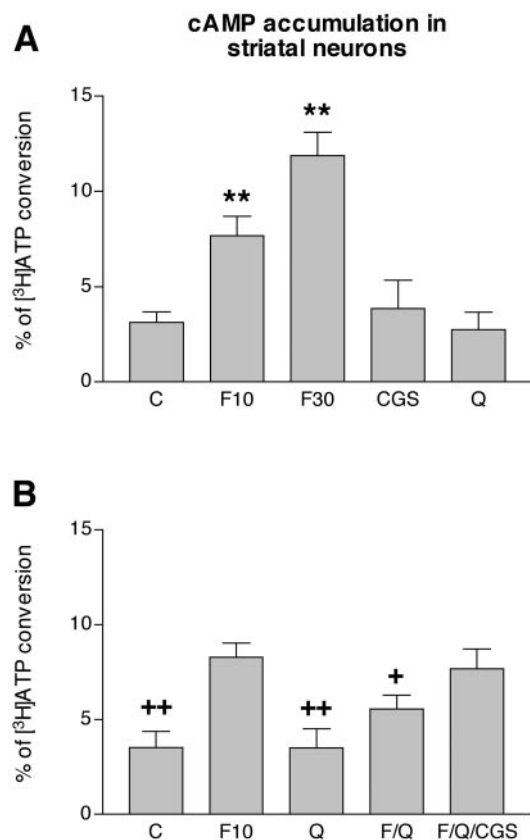 A
cAMP accumulation in
striatal neurons
% of [³H]ATP conversion
15
10
5
0
**
**
C F10 F30 CGS Q
B
% of [³H]ATP conversion
15
10
5
0
++
++
+
C F10 Q F/Q F/Q/CGS